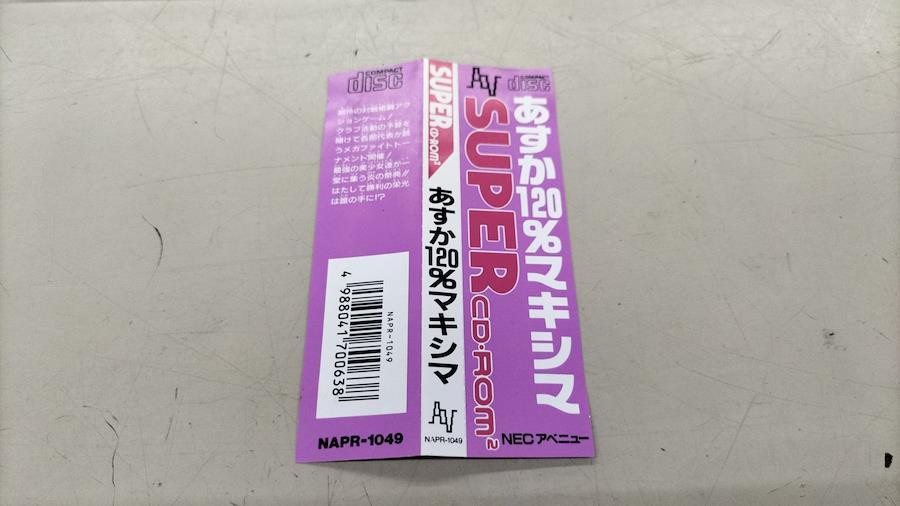 COMPACT
disc
期待の対戦格闘アク
ションゲーム!
クラブ活動の予算を
賭けて各部代表が競
うメガファイトトー
ナメント開催!
最強の美少女達が一
堂に集う炎の祭典!!
はたして勝利の栄光
は誰の手に!?
NAPR-1049
4 988041 700638
NAPR-1049
SUPER CD-ROM²
あすか120%マキシマ
AV
NAPR-1049
AV
disc
SUPER CD・ROM²
あすか120%マキシマ
NECアベニュー